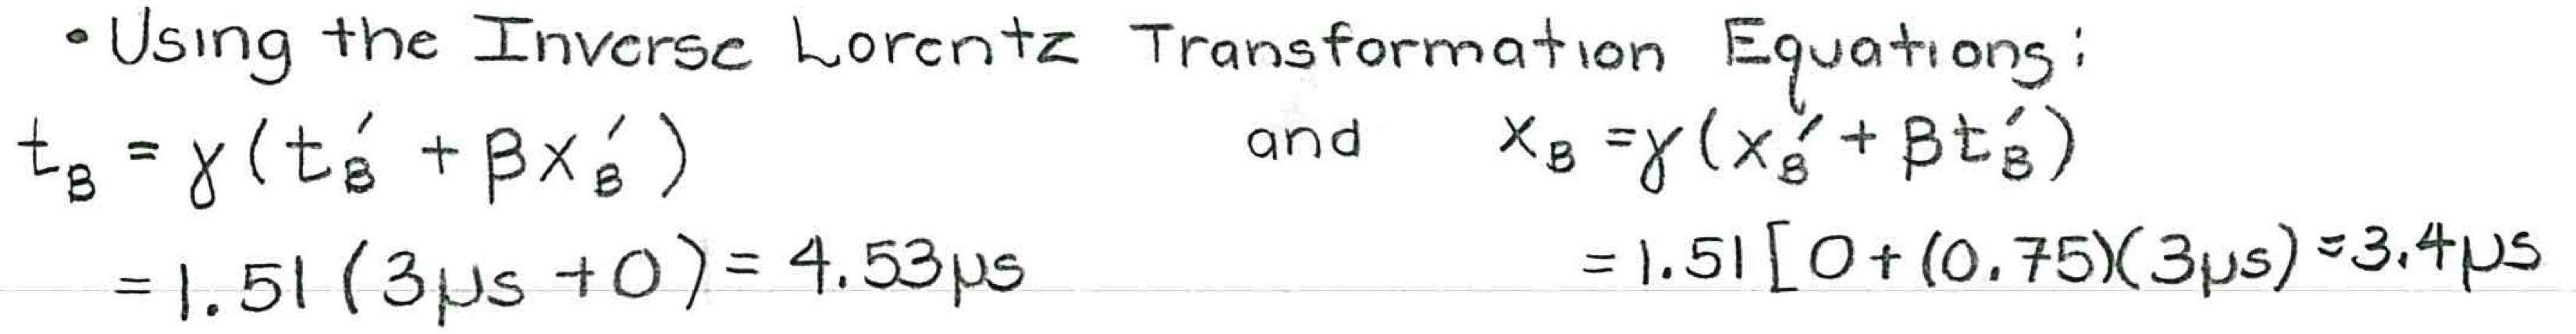 • Using the Inverse Lorentz Transformation Equations:
t_B = γ(t'_B + βx'_B) and x_B = γ(x'_B + βt'_B)
= 1.51 (3μs + 0) = 4.53μs = 1.51 [0 + (0.75)(3μs) = 3.4μs